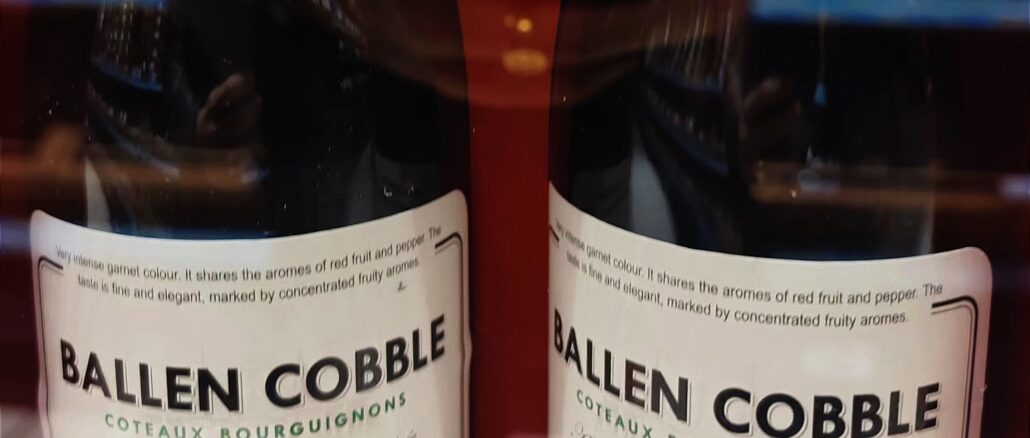 Very intense garnet colour. It shares the aromes of red fruit and pepper. The
taste is fine and elegant, marked by concentrated fruity aromes.
BALLEN COBBLE
COTEAUX BOURGUIGNONS
Very intense garnet colour. It shares the aromes of red fruit and pepper. The
taste is fine and elegant, marked by concentrated fruity aromes.
BALLEN COBBLE
COTEAUX